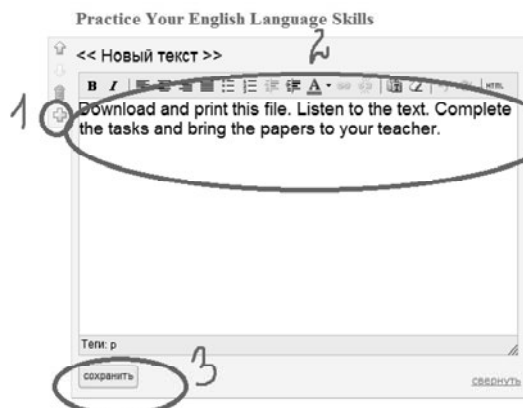 Practice Your English Language Skills
<< Новый текст >>
2
B I A HTML
1
Download and print this file. Listen to the text. Complete
the tasks and bring the papers to your teacher.
Теги: p
сохранить 3
свернуть